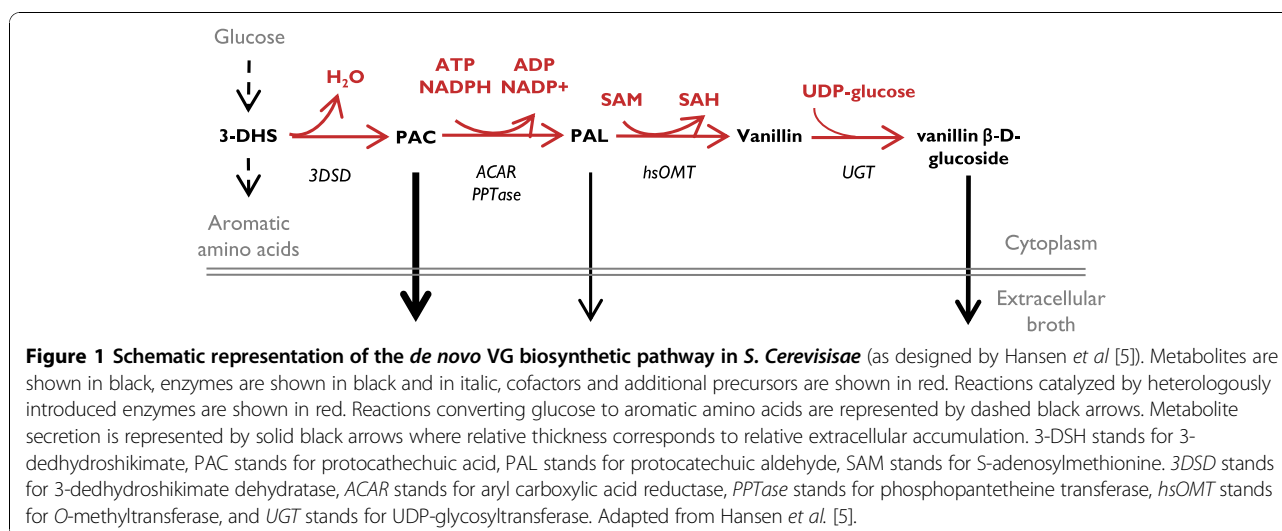 Glucose
H₂O
ATP
NADPH
ADP
NADP+
SAM
SAH
UDP-glucose
3-DHS
PAC
PAL
Vanillin
vanillin β-D-
glucoside
3DSD
ACAR
PPTase
hsOMT
UGT
Aromatic
amino acids
Cytoplasm
Extracellular
broth
Figure 1 Schematic representation of the de novo VG biosynthetic pathway in S. Cerevisisae (as designed by Hansen et al [5]). Metabolites are
shown in black, enzymes are shown in black and in italic, cofactors and additional precursors are shown in red. Reactions catalyzed by heterologously
introduced enzymes are shown in red. Reactions converting glucose to aromatic amino acids are represented by dashed black arrows. Metabolite
secretion is represented by solid black arrows where relative thickness corresponds to relative extracellular accumulation. 3-DSH stands for 3-
dedhydroshikimate, PAC stands for protocathechuic acid, PAL stands for protocatechuic aldehyde, SAM stands for S-adenosylmethionine. 3DSD stands
for 3-dedhydroshikimate dehydratase, ACAR stands for aryl carboxylic acid reductase, PPTase stands for phosphopantetheine transferase, hsOMT stands
for O-methyltransferase, and UGT stands for UDP-glycosyltransferase. Adapted from Hansen et al. [5].